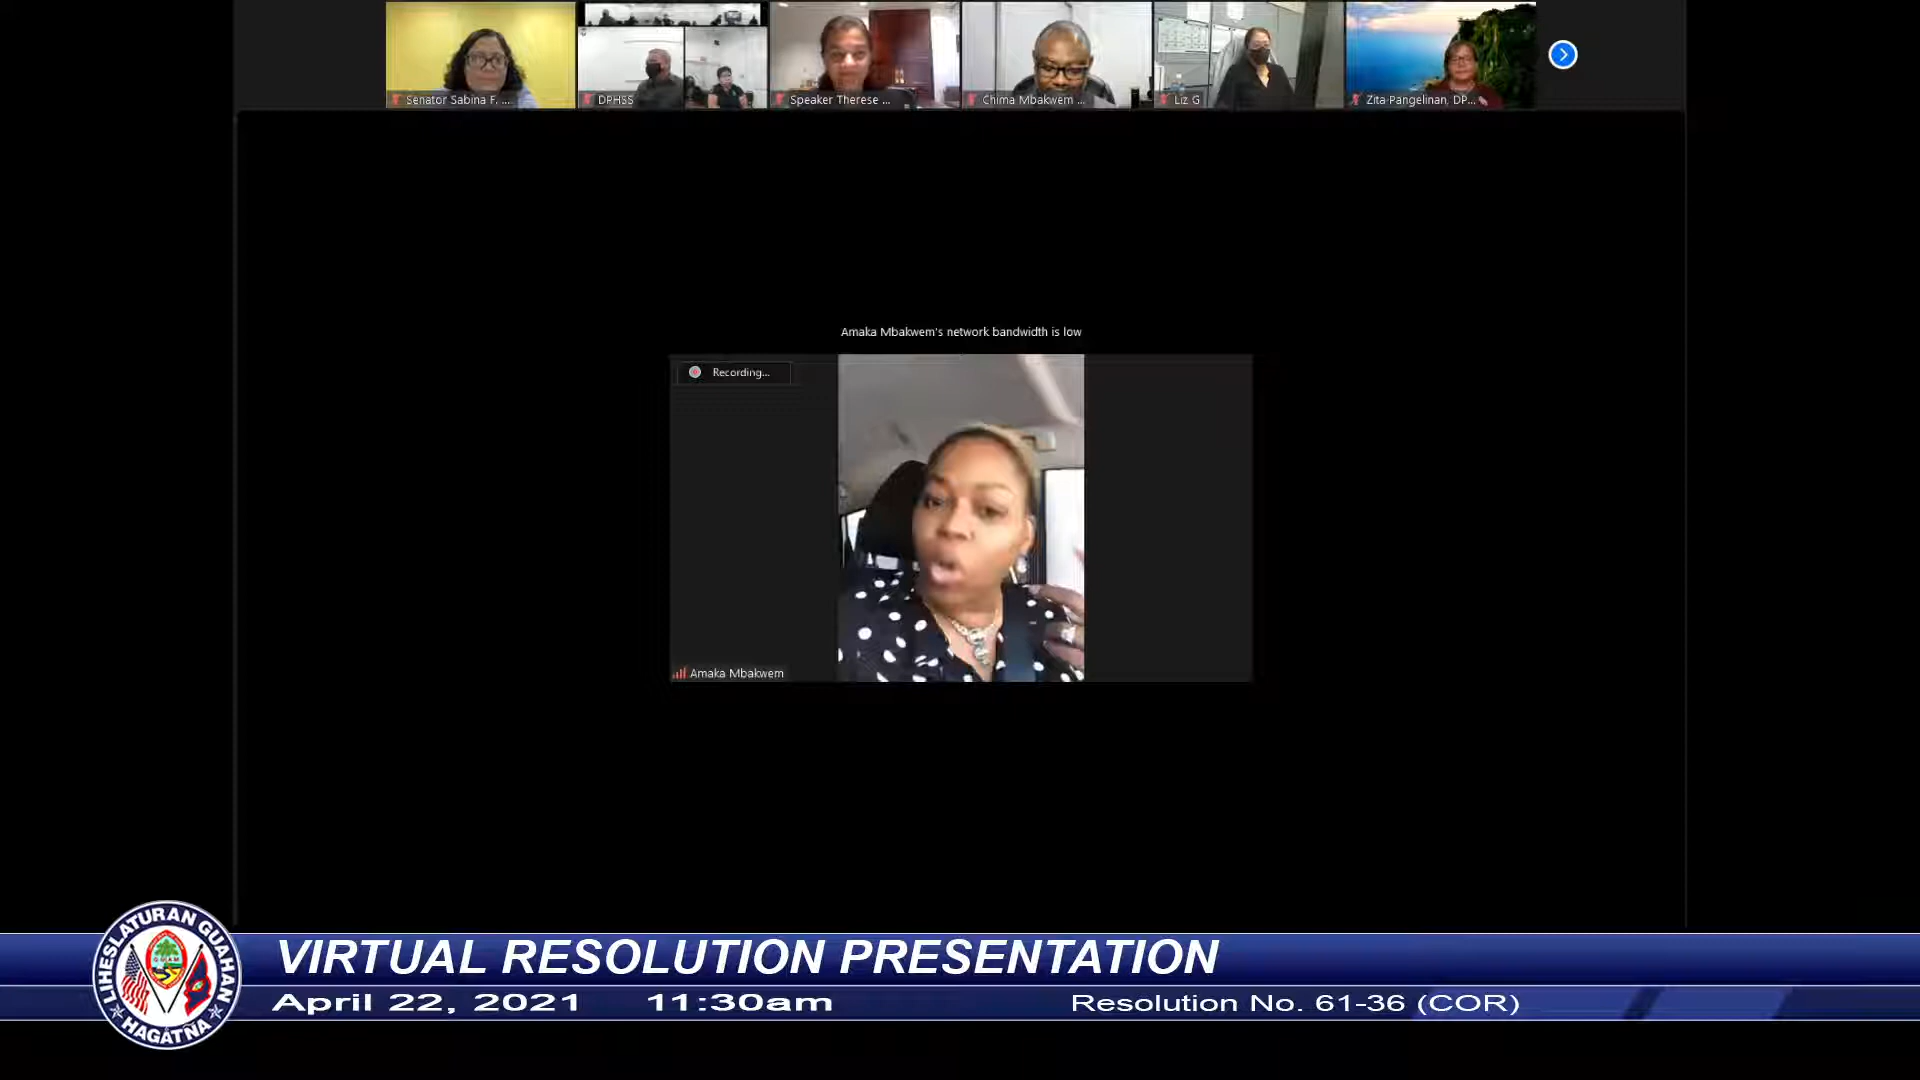 Senator Sabina F. ...
DPHSS
Speaker Therese ...
Chima Mbakwem ...
Liz G
Zita Pangelinan, DP...
Amaka Mbakwem's network bandwidth is low
Recording...
Amaka Mbakwem
LIHESLATURAN GUAHAN
GUAM
HAGÅTÑA
VIRTUAL RESOLUTION PRESENTATION
April 22, 2021 11:30am
Resolution No. 61-36 (COR)